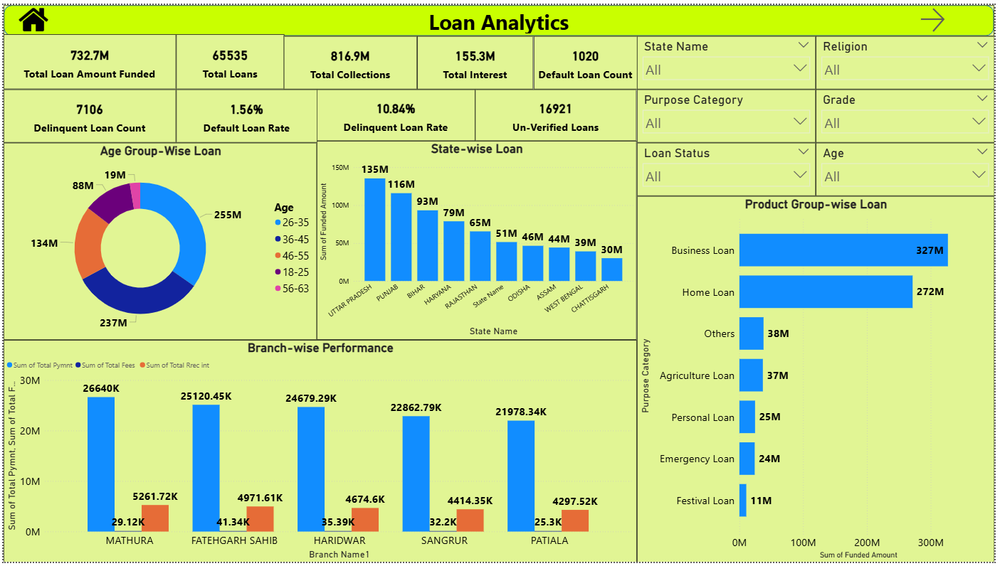 Loan Analytics
732.7M
Total Loan Amount Funded
65535
Total Loans
816.9M
Total Collections
155.3M
Total Interest
1020
Default Loan Count
7106
Delinquent Loan Count
1.56%
Default Loan Rate
10.84%
Delinquent Loan Rate
16921
Un-Verified Loans
State Name
All
Religion
All
Purpose Category
All
Grade
All
Loan Status
All
Age
All
Age Group-Wise Loan
19M
88M
255M
134M
237M
Age
26-35
36-45
46-55
18-25
56-63
State-wise Loan
Sum of Funded Amount
150M
100M
50M
0M
135M
116M
93M
79M
65M
51M
46M
44M
39M
30M
UTTAR PRADESH
PUNJAB
BIHAR
HARYANA
RAJASTHAN
State Name
ODISHA
ASSAM
WEST BENGAL
CHATTISGARH
State Name
Product Group-wise Loan
Purpose Category
Business Loan 327M
Home Loan 272M
Others 38M
Agriculture Loan 37M
Personal Loan 25M
Emergency Loan 24M
Festival Loan 11M
0M 100M 200M 300M
Sum of Funded Amount
Branch-wise Performance
Sum of Total Pymnt Sum of Total Fees Sum of Total Rrec int
Sum of Total Pymnt, Sum of Total F...
30M
20M
10M
0M
26640K
29.12K
5261.72K
25120.45K
41.34K
4971.61K
24679.29K
35.39K
4674.6K
22862.79K
32.2K
4414.35K
21978.34K
25.3K
4297.52K
MATHURA
FATEHGARH SAHIB
HARIDWAR
SANGRUR
PATIALA
Branch Name1